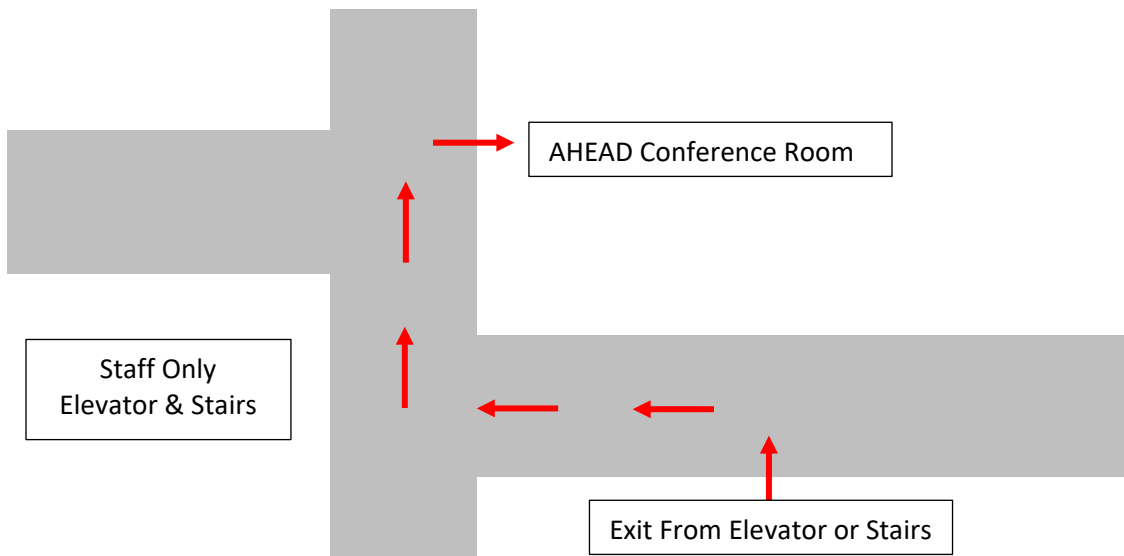 AHEAD Conference Room
Staff Only
Elevator & Stairs
Exit From Elevator or Stairs